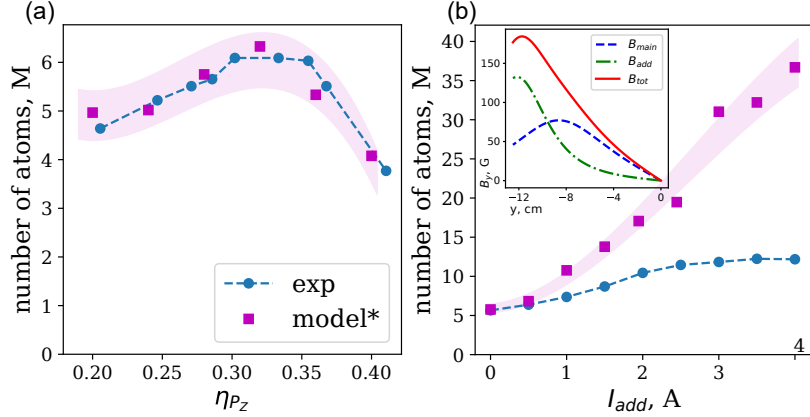 (a)
number of atoms, M
6
5
4
3
2
1
0
0.20 0.25 0.30 0.35 0.40
η_{P_Z}
exp
model*
(b)
number of atoms, M
40
35
30
25
20
15
10
5
0
0 1 2 3 4
I_{add}, A
B_{main}
B_{add}
B_{tot}
B_y, G
150
100
50
0
−12 −8 −4 0
y, cm